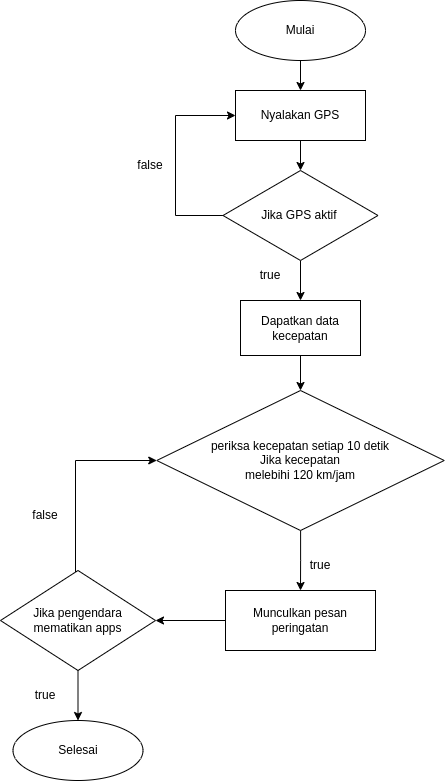 Mulai
Nyalakan GPS
false
Jika GPS aktif
true
Dapatkan data
kecepatan
periksa kecepatan setiap 10 detik
Jika kecepatan
melebihi 120 km/jam
false
true
Jika pengendara
mematikan apps
Munculkan pesan
peringatan
true
Selesai